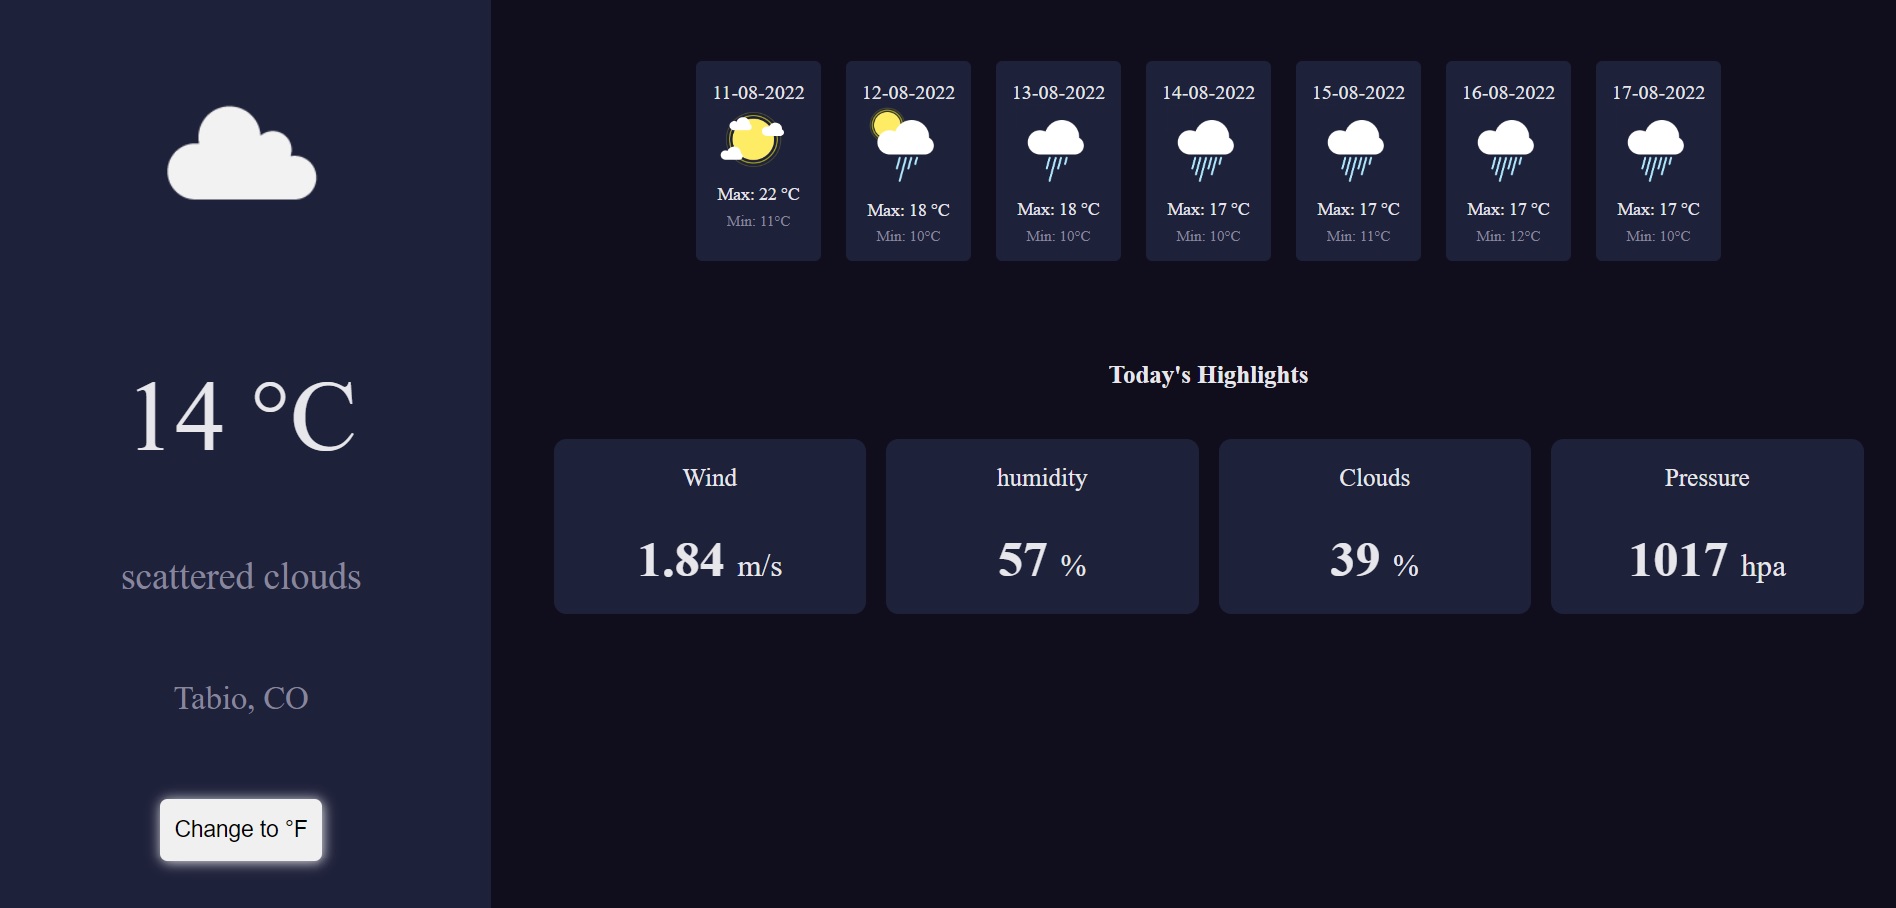 14 °C
scattered clouds
Tabio, CO
Change to °F
11-08-2022
Max: 22 °C
Min: 11°C
12-08-2022
Max: 18 °C
Min: 10°C
13-08-2022
Max: 18 °C
Min: 10°C
14-08-2022
Max: 17 °C
Min: 10°C
15-08-2022
Max: 17 °C
Min: 11°C
16-08-2022
Max: 17 °C
Min: 12°C
17-08-2022
Max: 17 °C
Min: 10°C
Today's Highlights
Wind
1.84 m/s
humidity
57 %
Clouds
39 %
Pressure
1017 hpa